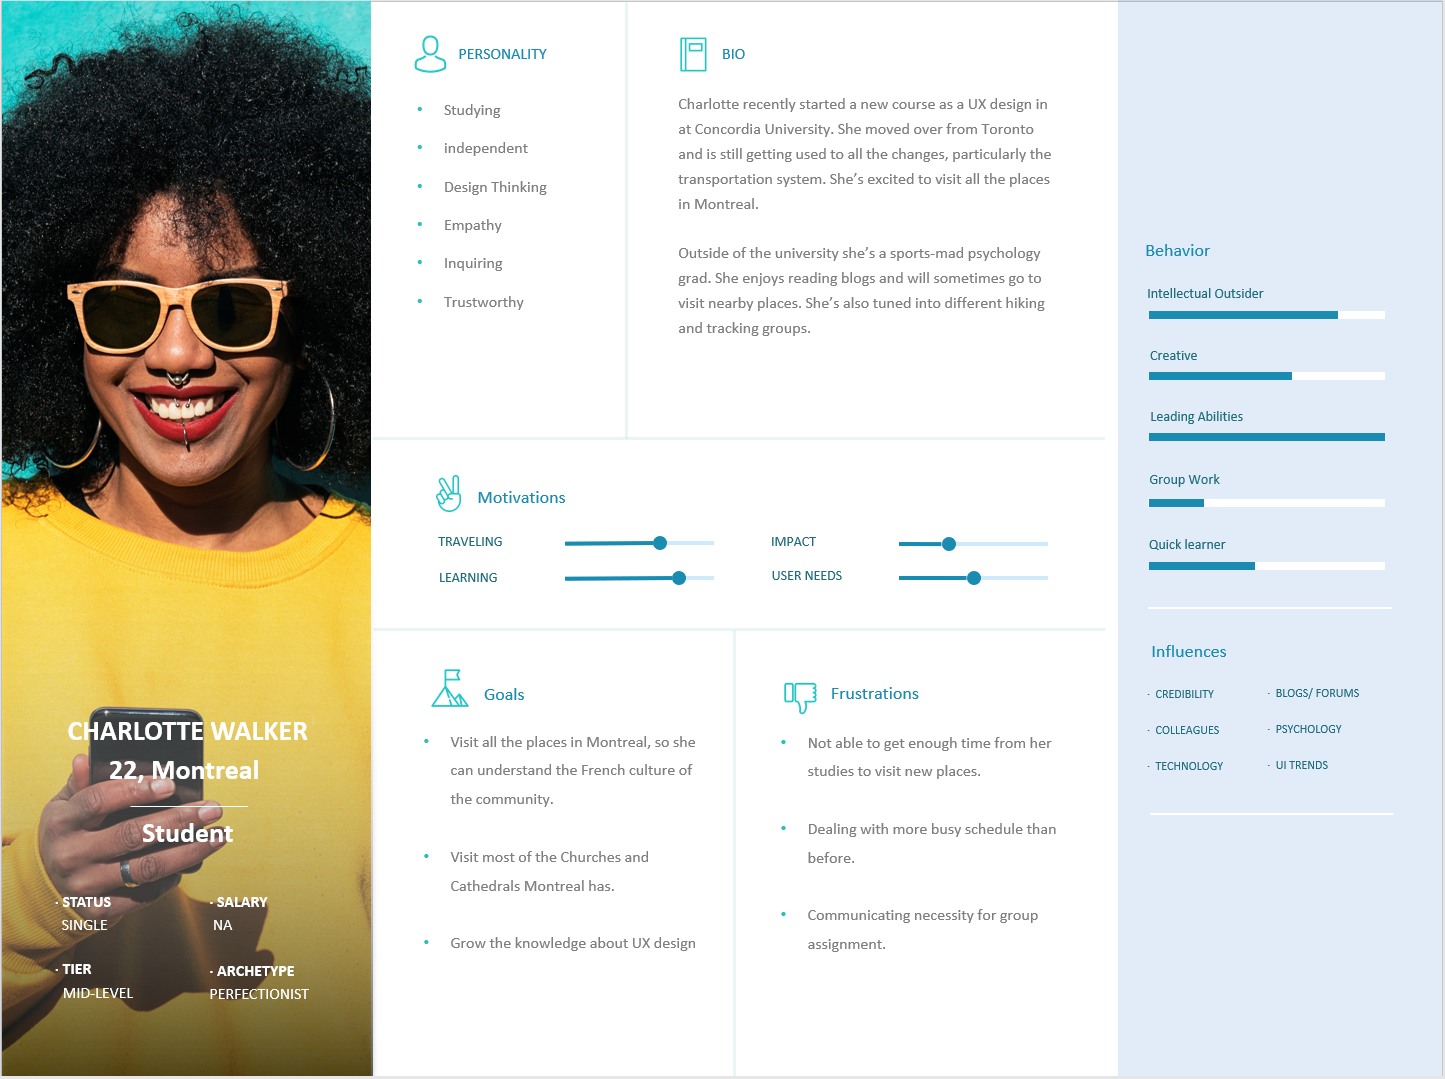 CHARLOTTE WALKER
22, Montreal
Student
· STATUS
SINGLE
· SALARY
NA
· TIER
MID-LEVEL
· ARCHETYPE
PERFECTIONIST
PERSONALITY
• Studying
• independent
• Design Thinking
• Empathy
• Inquiring
• Trustworthy
BIO
Charlotte recently started a new course as a UX design in
at Concordia University. She moved over from Toronto
and is still getting used to all the changes, particularly the
transportation system. She’s excited to visit all the places
in Montreal.
Outside of the university she’s a sports-mad psychology
grad. She enjoys reading blogs and will sometimes go to
visit nearby places. She’s also tuned into different hiking
and tracking groups.
Motivations
TRAVELING
LEARNING
IMPACT
USER NEEDS
Goals
• Visit all the places in Montreal, so she
can understand the French culture of
the community.
• Visit most of the Churches and
Cathedrals Montreal has.
• Grow the knowledge about UX design
Frustrations
• Not able to get enough time from her
studies to visit new places.
• Dealing with more busy schedule than
before.
• Communicating necessity for group
assignment.
Behavior
Intellectual Outsider
Creative
Leading Abilities
Group Work
Quick learner
Influences
· CREDIBILITY
· COLLEAGUES
· TECHNOLOGY
· BLOGS/ FORUMS
· PSYCHOLOGY
· UI TRENDS